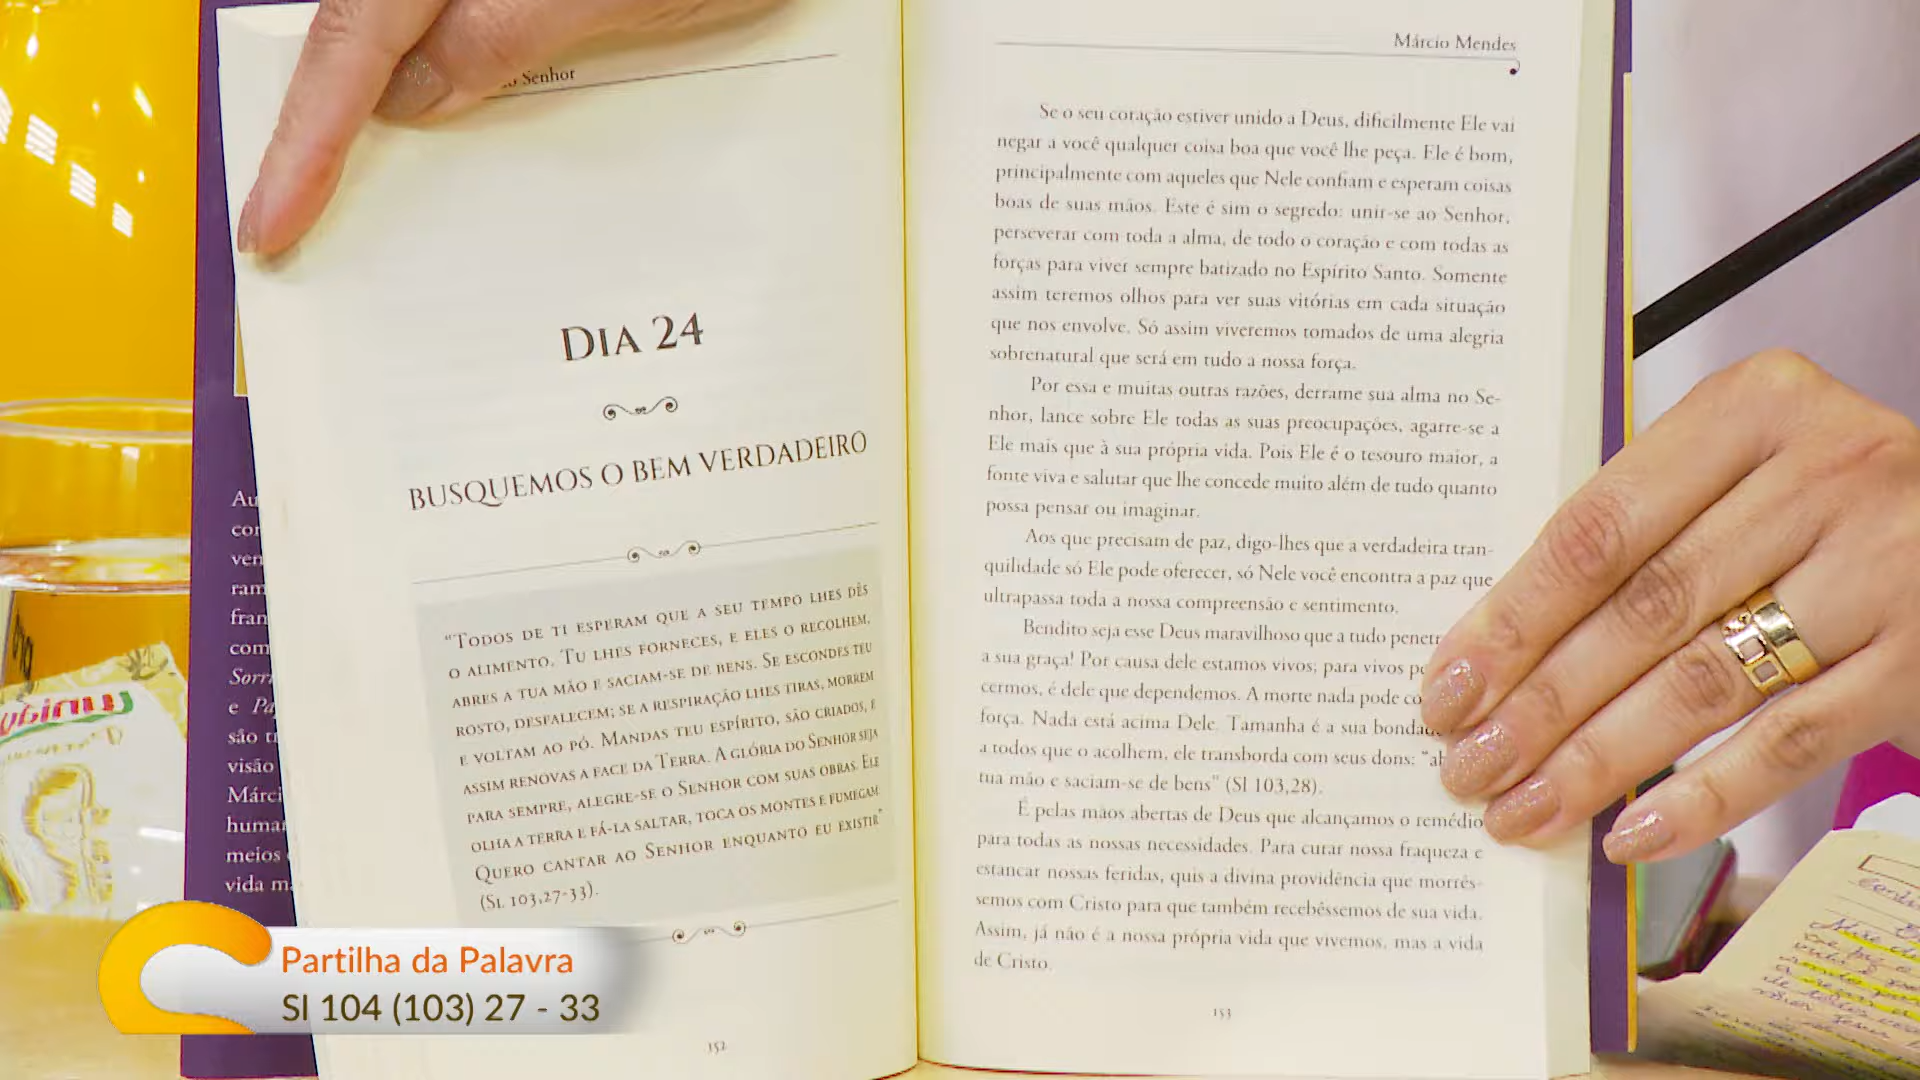 o Senhor
DIA 24
BUSQUEMOS O BEM VERDADEIRO
"TODOS DE TI ESPERAM QUE A SEU TEMPO LHES DÊS
O ALIMENTO. TU LHES FORNECES, E ELES O RECOLHEM,
ABRES A TUA MÃO E SACIAM-SE DE BENS. SE ESCONDES TEU
ROSTO, DESFALECEM; SE A RESPIRAÇÃO LHES TIRAS, MORREM
E VOLTAM AO PÓ. MANDAS TEU ESPÍRITO, SÃO CRIADOS, E
ASSIM RENOVAS A FACE DA TERRA. A GLÓRIA DO SENHOR SEJA
PARA SEMPRE, ALEGRE-SE O SENHOR COM SUAS OBRAS. ELE
OLHA A TERRA E FÁ-LA SALTAR, TOCA OS MONTES E FUMEGAM.
QUERO CANTAR AO SENHOR ENQUANTO EU EXISTIR"
(SL 103,27-33).
152
Márcio Mendes
Se o seu coração estiver unido a Deus, dificilmente Ele vai
negar a você qualquer coisa boa que você lhe peça. Ele é bom,
principalmente com aqueles que Nele confiam e esperam coisas
boas de suas mãos. Este é sim o segredo: unir-se ao Senhor,
perseverar com toda a alma, de todo o coração e com todas as
forças para viver sempre batizado no Espírito Santo. Somente
assim teremos olhos para ver suas vitórias em cada situação
que nos envolve. Só assim viveremos tomados de uma alegria
sobrenatural que será em tudo a nossa força.
Por essa e muitas outras razões, derrame sua alma no Se-
nhor, lance sobre Ele todas as suas preocupações, agarre-se a
Ele mais que à sua própria vida. Pois Ele é o tesouro maior, a
fonte viva e salutar que lhe concede muito além de tudo quanto
possa pensar ou imaginar.
Aos que precisam de paz, digo-lhes que a verdadeira tran-
quilidade só Ele pode oferecer, só Nele você encontra a paz que
ultrapassa toda a nossa compreensão e sentimento.
Bendito seja esse Deus maravilhoso que a tudo penetr
a sua graça! Por causa dele estamos vivos; para vivos pe
cermos, é dele que dependemos. A morte nada pode co
força. Nada está acima Dele. Tamanha é a sua bondad
a todos que o acolhem, ele transborda com seus dons: "ab
tua mão e saciam-se de bens" (Sl 103,28).
É pelas mãos abertas de Deus que alcançamos o remédio
para todas as nossas necessidades. Para curar nossa fraqueza e
estancar nossas feridas, quis a divina providência que morrês-
semos com Cristo para que também recebêssemos de sua vida.
Assim, já não é a nossa própria vida que vivemos, mas a vida
de Cristo.
153
Au
con
ven
ram
fran
com
Sorri
e Pa
são tr
visão
Márci
human
meios
vida ma
Partilha da Palavra
Sl 104 (103) 27 - 33